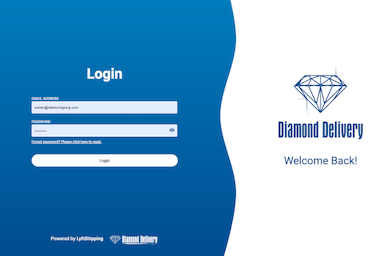 Login
EMAIL ADDRESS
PASSWORD
Forgot password? Please click here to reset.
Login
Powered by LyftShipping
Diamond Delivery
Diamond Delivery
Welcome Back!